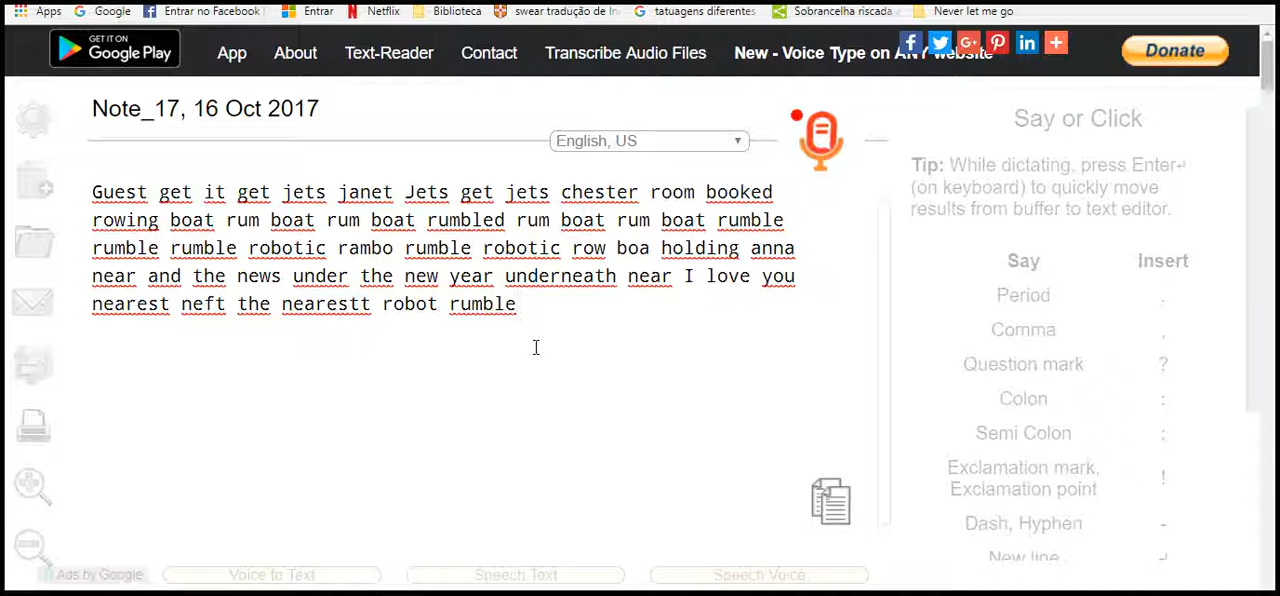 Apps Google Entrar no Facebook Entrar Netflix Biblioteca swear tradução de In tatuagens diferentes Sobrancelha riscada Never let me go
GET IT ON
Google Play App About Text-Reader Contact Transcribe Audio Files New - Voice Type on ANY website Donate
Note_17, 16 Oct 2017
English, US
Guest get it get jets janet Jets get jets chester room booked
rowing boat rum boat rum boat rumbled rum boat rum boat rumble
rumble rumble robotic rambo rumble robotic row boa holding anna
near and the news under the new year underneath near I love you
nearest neft the nearestt robot rumble
Say or Click
Tip: While dictating, press Enter↵
(on keyboard) to quickly move
results from buffer to text editor.
Say Insert
Period .
Comma ,
Question mark ?
Colon :
Semi Colon ;
Exclamation mark,
Exclamation point !
Dash, Hyphen -
New line ↵
Ads by Google Voice to Text Speech Text Speech Voice